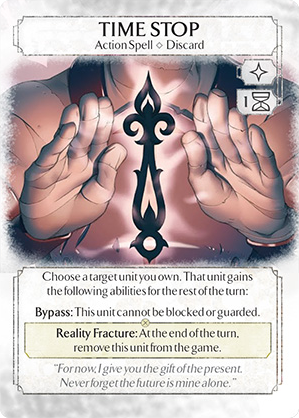 TIME STOP
Action Spell ⟡ Discard
1
Choose a target unit you own. That unit gains
the following abilities for the rest of the turn:
Bypass: This unit cannot be blocked or guarded.
Reality Fracture: At the end of the turn,
remove this unit from the game.
“For now, I give you the gift of the present.
Never forget the future is mine alone.”